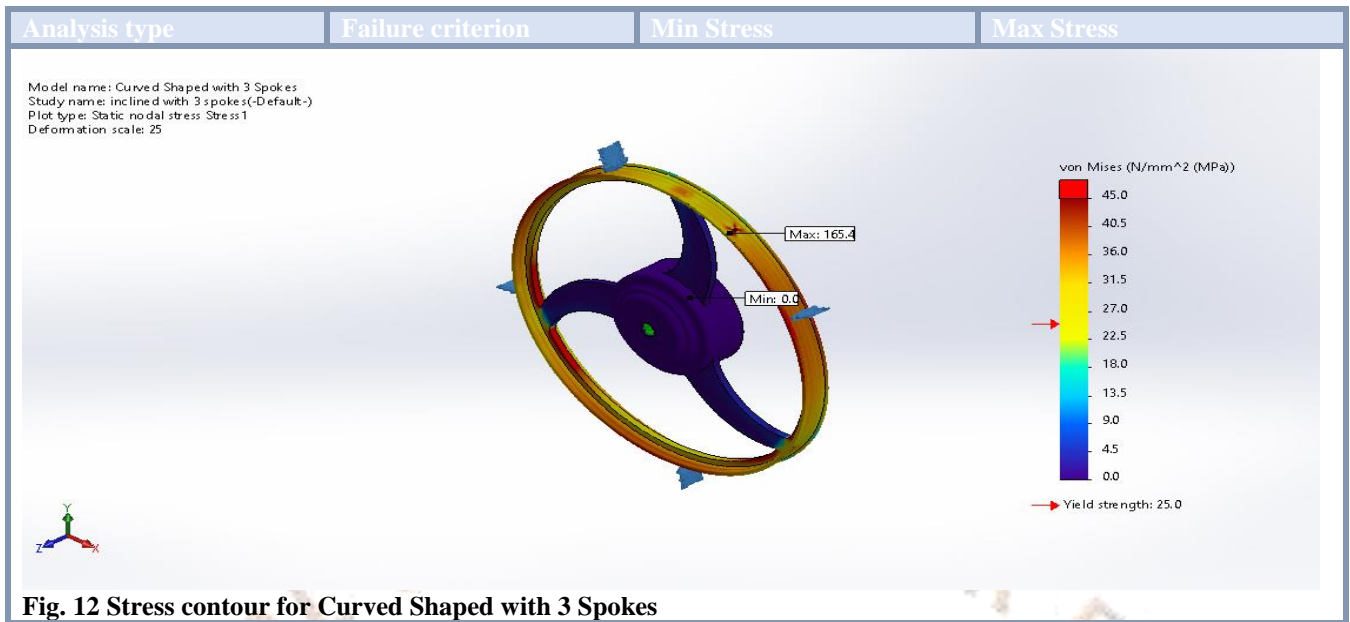 Analysis type Failure criterion Min Stress Max Stress
Model name: Curved Shaped with 3 Spokes
Study name: inclined with 3 spokes(-Default-)
Plot type: Static nodal stress Stress1
Deformation scale: 25
von Mises (N/mm^2 (MPa))
45.0
40.5
36.0
31.5
27.0
22.5
18.0
13.5
9.0
4.5
0.0
Yield strength: 25.0
Max: 165.4
Min: 0.0
Y
Z X
Fig. 12 Stress contour for Curved Shaped with 3 Spokes